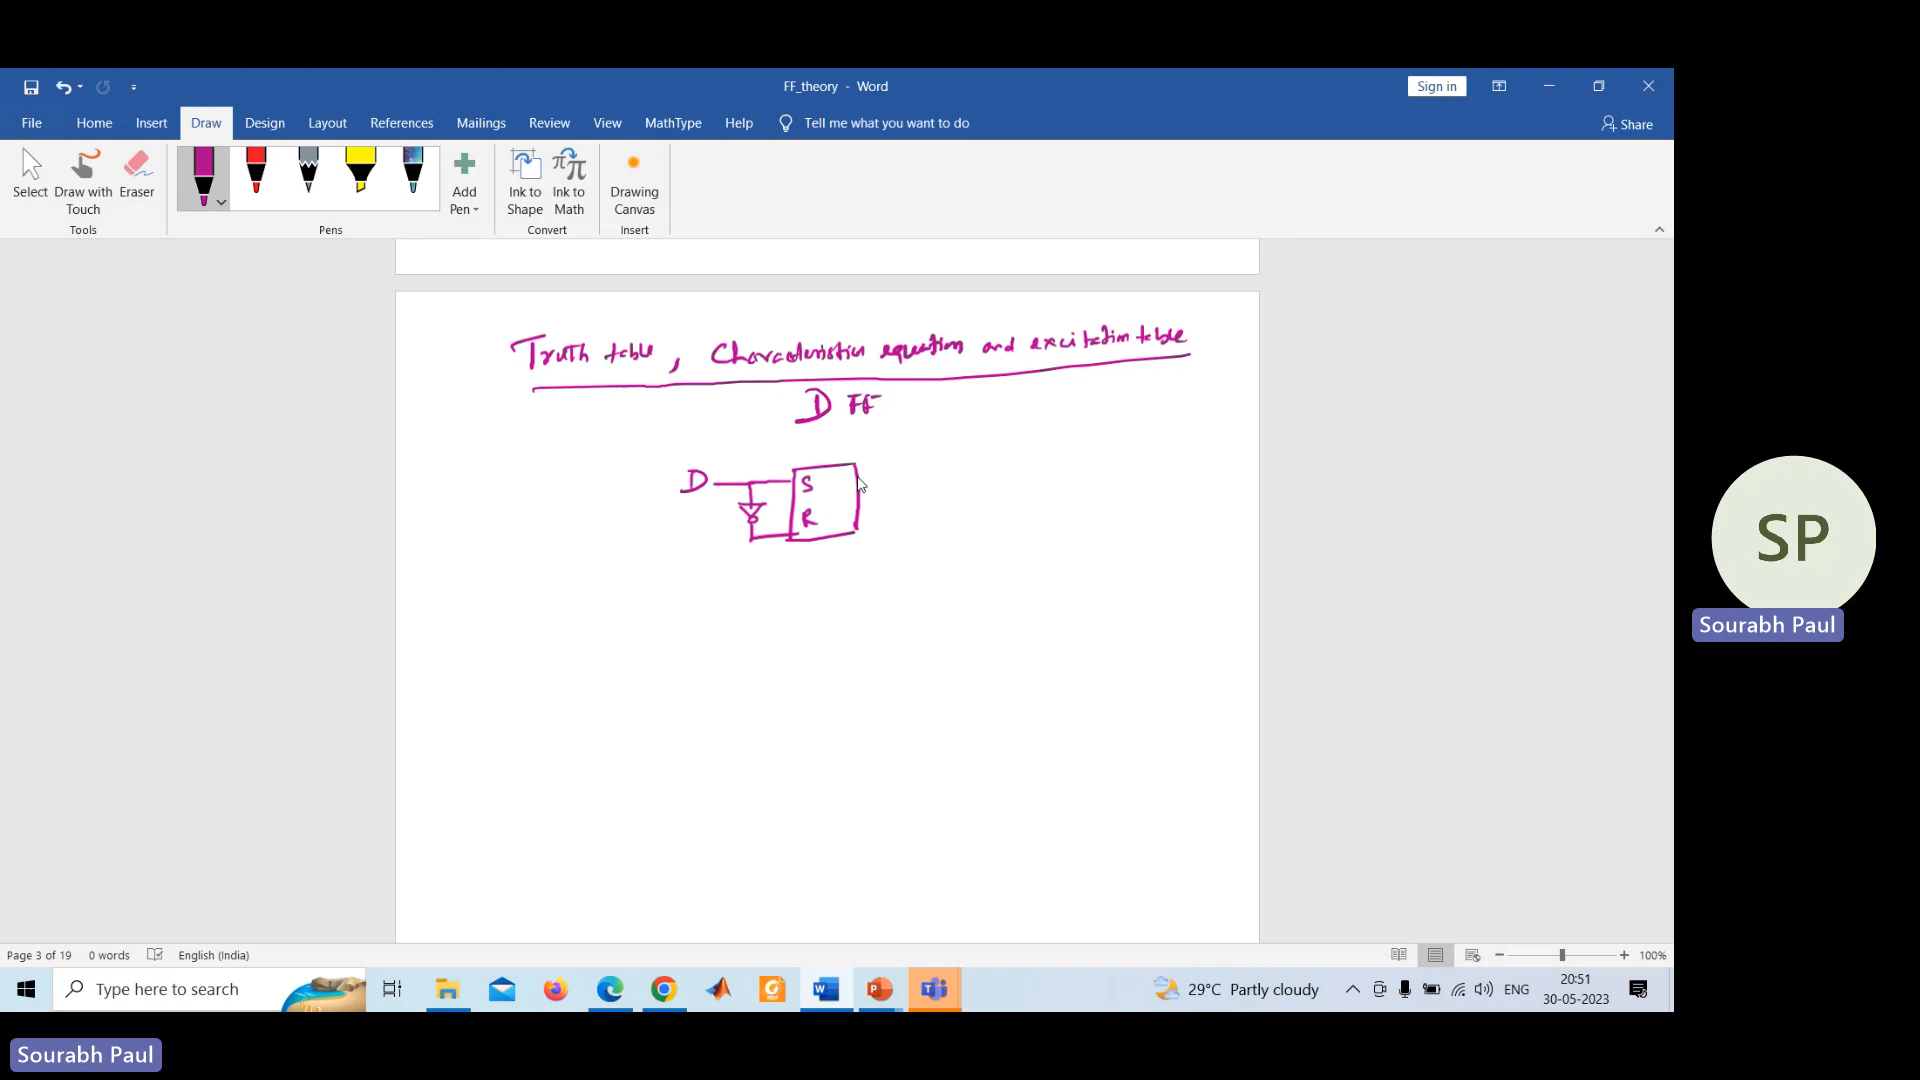 FF_theory - Word
Sign in
File Home Insert Draw Design Layout References Mailings Review View MathType Help Tell me what you want to do Share
Select Draw with Touch Eraser
Add Pen
Ink to Shape Ink to Math
Drawing Canvas
Tools Pens Convert Insert
Truth table, Characteristics equation and excitation table
D FF
D S
R
SP
Sourabh Paul
Page 3 of 19 0 words English (India) 100%
Type here to search 29°C Partly cloudy ENG 20:51
30-05-2023
Sourabh Paul